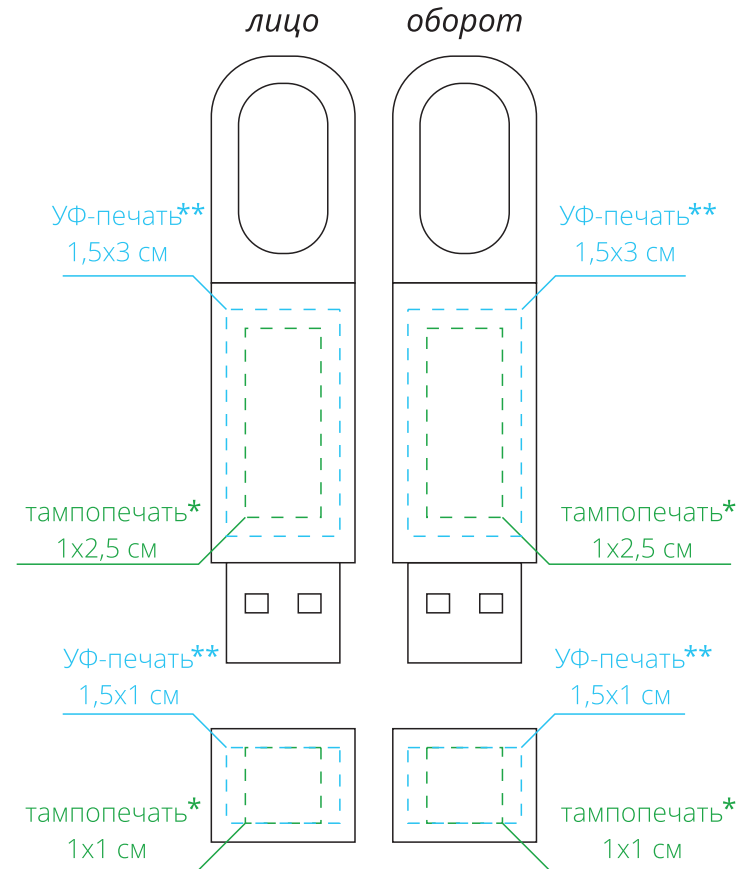 лицо
оборот
УФ-печать**
1,5х3 см
УФ-печать**
1,5х3 см
тампопечать*
1х2,5 см
тампопечать*
1х2,5 см
УФ-печать**
1,5х1 см
УФ-печать**
1,5х1 см
тампопечать*
1х1 см
тампопечать*
1х1 см